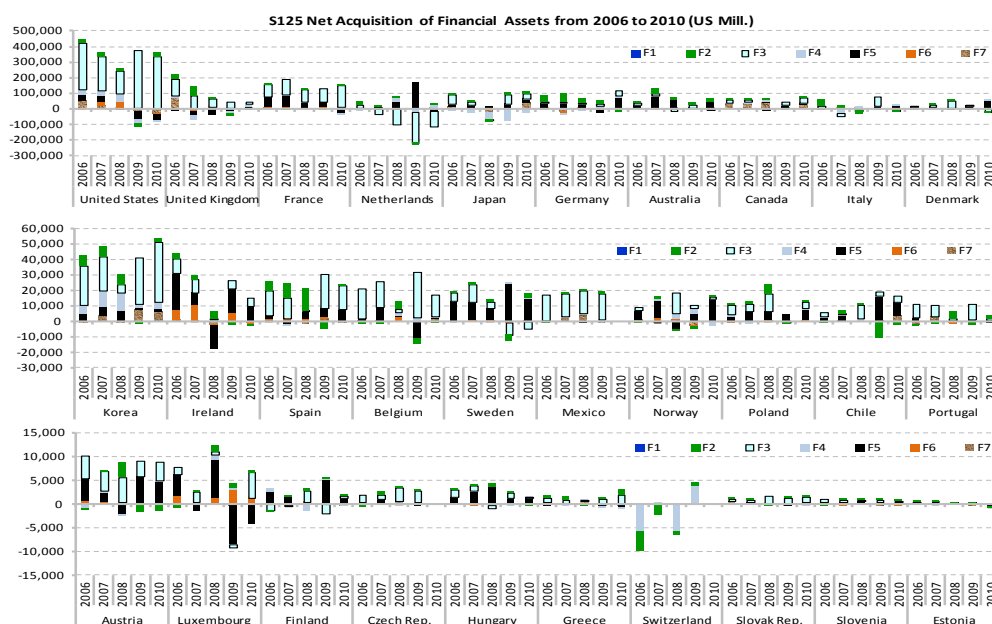 S125 Net Acquisition of Financial Assets from 2006 to 2010 (US Mill.)
500,000
400,000
300,000
200,000
100,000
0
-100,000
-200,000
-300,000
F1 F2 F3 F4 F5 F6 F7
2006 2007 2008 2009 2010 2006 2007 2008 2009 2010 2006 2007 2008 2009 2010 2006 2007 2008 2009 2010 2006 2007 2008 2009 2010 2006 2007 2008 2009 2010 2006 2007 2008 2009 2010 2006 2007 2008 2009 2010 2006 2007 2008 2009 2010 2006 2007 2008 2009 2010
United States United Kingdom France Netherlands Japan Germany Australia Canada Italy Denmark
60,000
50,000
40,000
30,000
20,000
10,000
0
-10,000
-20,000
-30,000
F1 F2 F3 F4 F5 F6 F7
2006 2007 2008 2009 2010 2006 2007 2008 2009 2010 2006 2007 2008 2009 2010 2006 2007 2008 2009 2010 2006 2007 2008 2009 2010 2006 2007 2008 2009 2010 2006 2007 2008 2009 2010 2006 2007 2008 2009 2010 2006 2007 2008 2009 2010 2006 2007 2008 2009 2010
Korea Ireland Spain Belgium Sweden Mexico Norway Poland Chile Portugal
15,000
10,000
5,000
0
-5,000
-10,000
-15,000
F1 F2 F3 F4 F5 F6 F7
2006 2007 2008 2009 2010 2006 2007 2008 2009 2010 2006 2007 2008 2009 2010 2006 2007 2008 2009 2010 2006 2007 2008 2009 2010 2006 2007 2008 2009 2010 2006 2007 2008 2009 2010 2006 2007 2008 2009 2010 2006 2007 2008 2009 2010 2006 2007 2008 2009 2010
Austria Luxembourg Finland Czech Rep. Hungary Greece Switzerland Slovak Rep. Slovenia Estonia